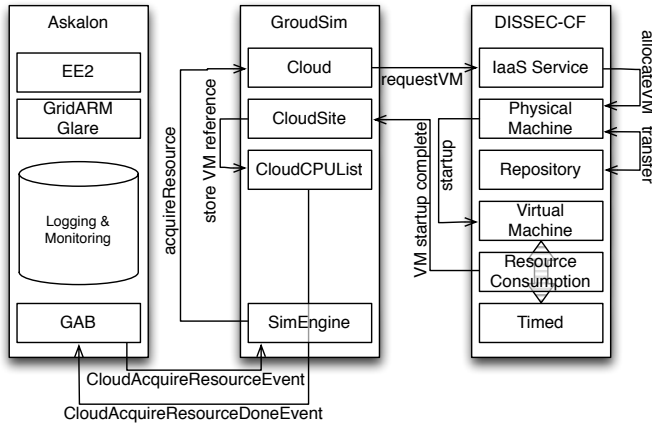 Askalon
EE2
GridARM
Glare
Logging &
Monitoring
GAB
GroudSim
Cloud
CloudSite
CloudCPUList
SimEngine
DISSEC-CF
IaaS Service
Physical
Machine
Repository
Virtual
Machine
Resource
Consumption
Timed
acquireResource
store VM reference
requestVM
VM startup complete
startup
allocateVM
transfer
CloudAcquireResourceEvent
CloudAcquireResourceDoneEvent